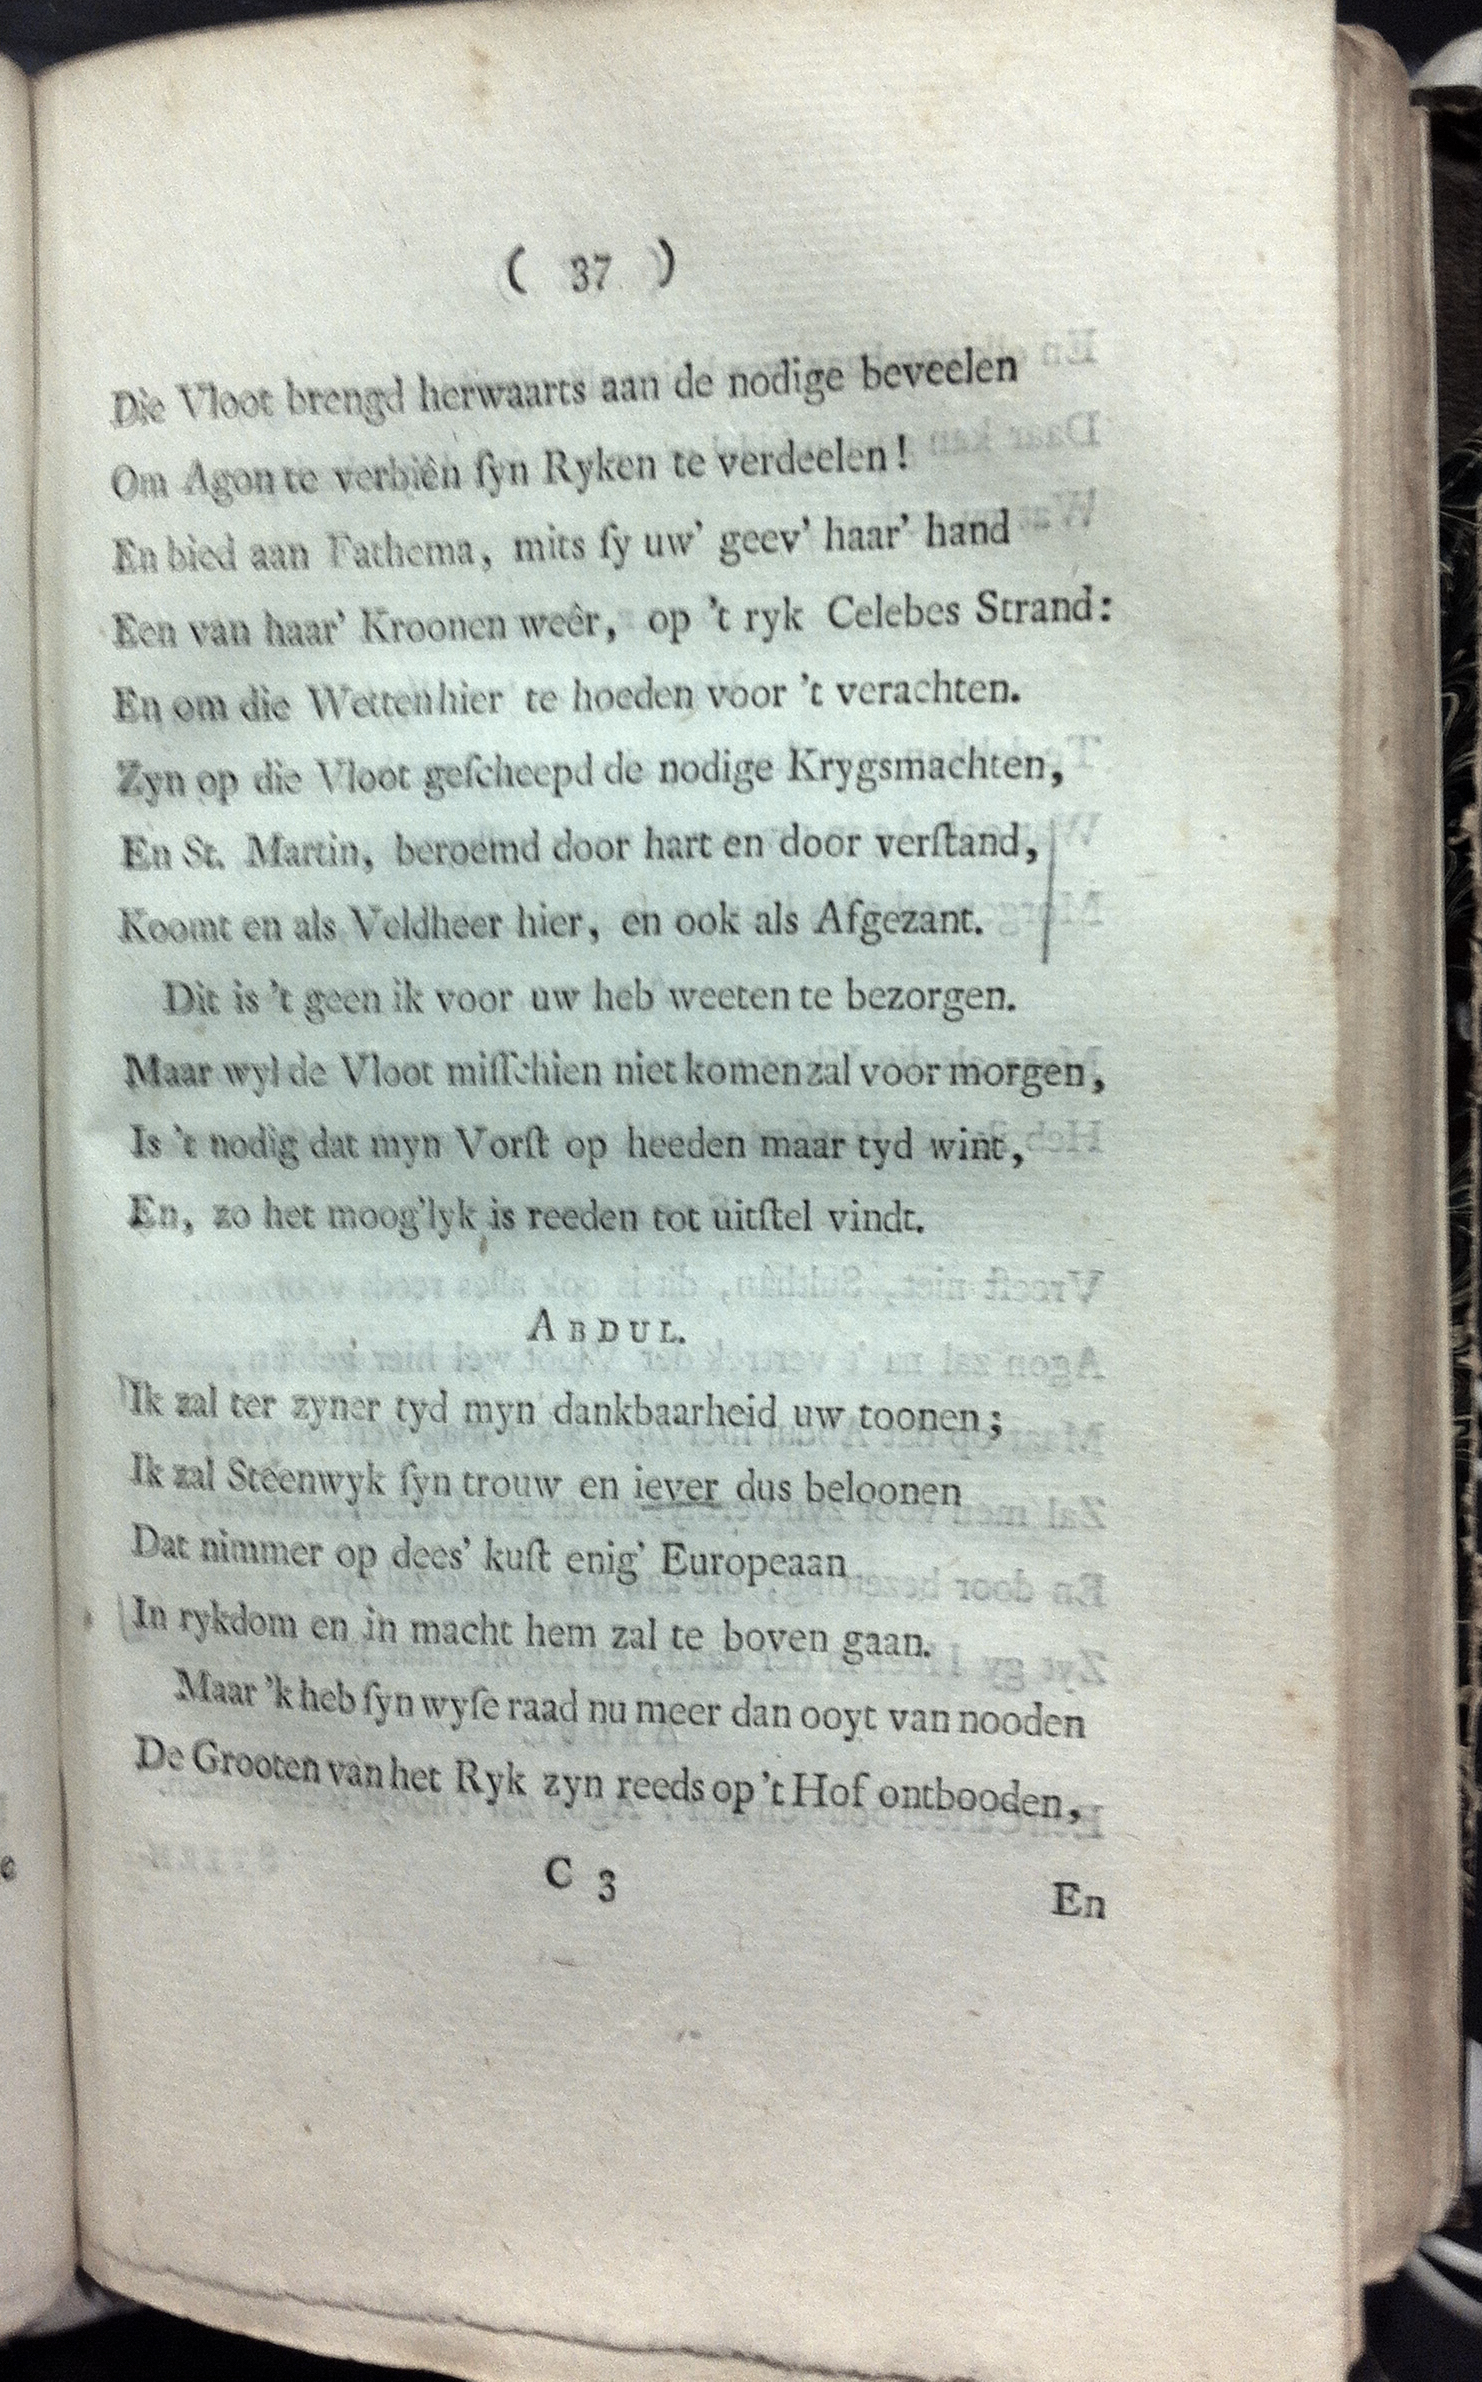 ( 37 )
Die Vloot brengd herwaarts aan de nodige beveelen
Om Agon te verbiên ſyn Ryken te verdeelen!
En bied aan Fathema, mits ſy uw' geev' haar' hand
Een van haar' Kroonen weêr, op 't ryk Celebes Strand:
En om die Wetten hier te hoeden voor 't verachten.
Zyn op die Vloot geſcheepd de nodige Krygsmachten,
En St. Martin, beroemd door hart en door verſtand,
Koomt en als Veldheer hier, en ook als Afgezant.
Dit is 't geen ik voor uw heb weeten te bezorgen.
Maar wyl de Vloot miſſchien niet komen zal voor morgen,
Is 't nodig dat myn Vorſt op heeden maar tyd wint,
En, zo het moog'lyk is reeden tot uitſtel vindt.
ABDUL.
Ik zal ter zyner tyd myn dankbaarheid uw toonen;
Ik zal Steenwyk ſyn trouw en iever dus beloonen
Dat nimmer op dees' kuſt enig' Europeaan
In rykdom en in macht hem zal te boven gaan.
Maar 'k heb ſyn wyſe raad nu meer dan ooyt van nooden
De Grooten van het Ryk zyn reeds op 't Hof ontbooden,
C 3
En